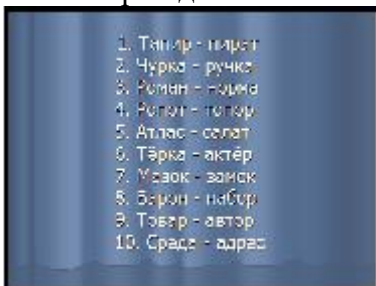 1. Тапир - пират
2. Чурка - ручка
3. Роман - норма
4. Ропот - топор
5. Атлас - салат
6. Тёрка - актёр
7. Мазок - замок
8. Барон - набор
9. Товар - автор
10. Среда - адрес